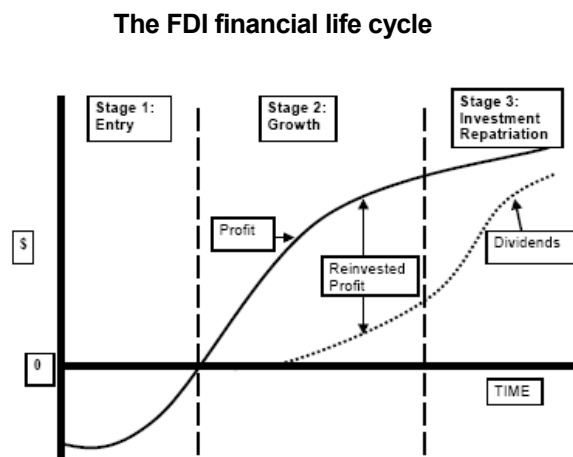 The FDI financial life cycle
Stage 1:
Entry
Stage 2:
Growth
Stage 3:
Investment
Repatriation
Profit
$
Reinvested
Profit
Dividends
0
TIME